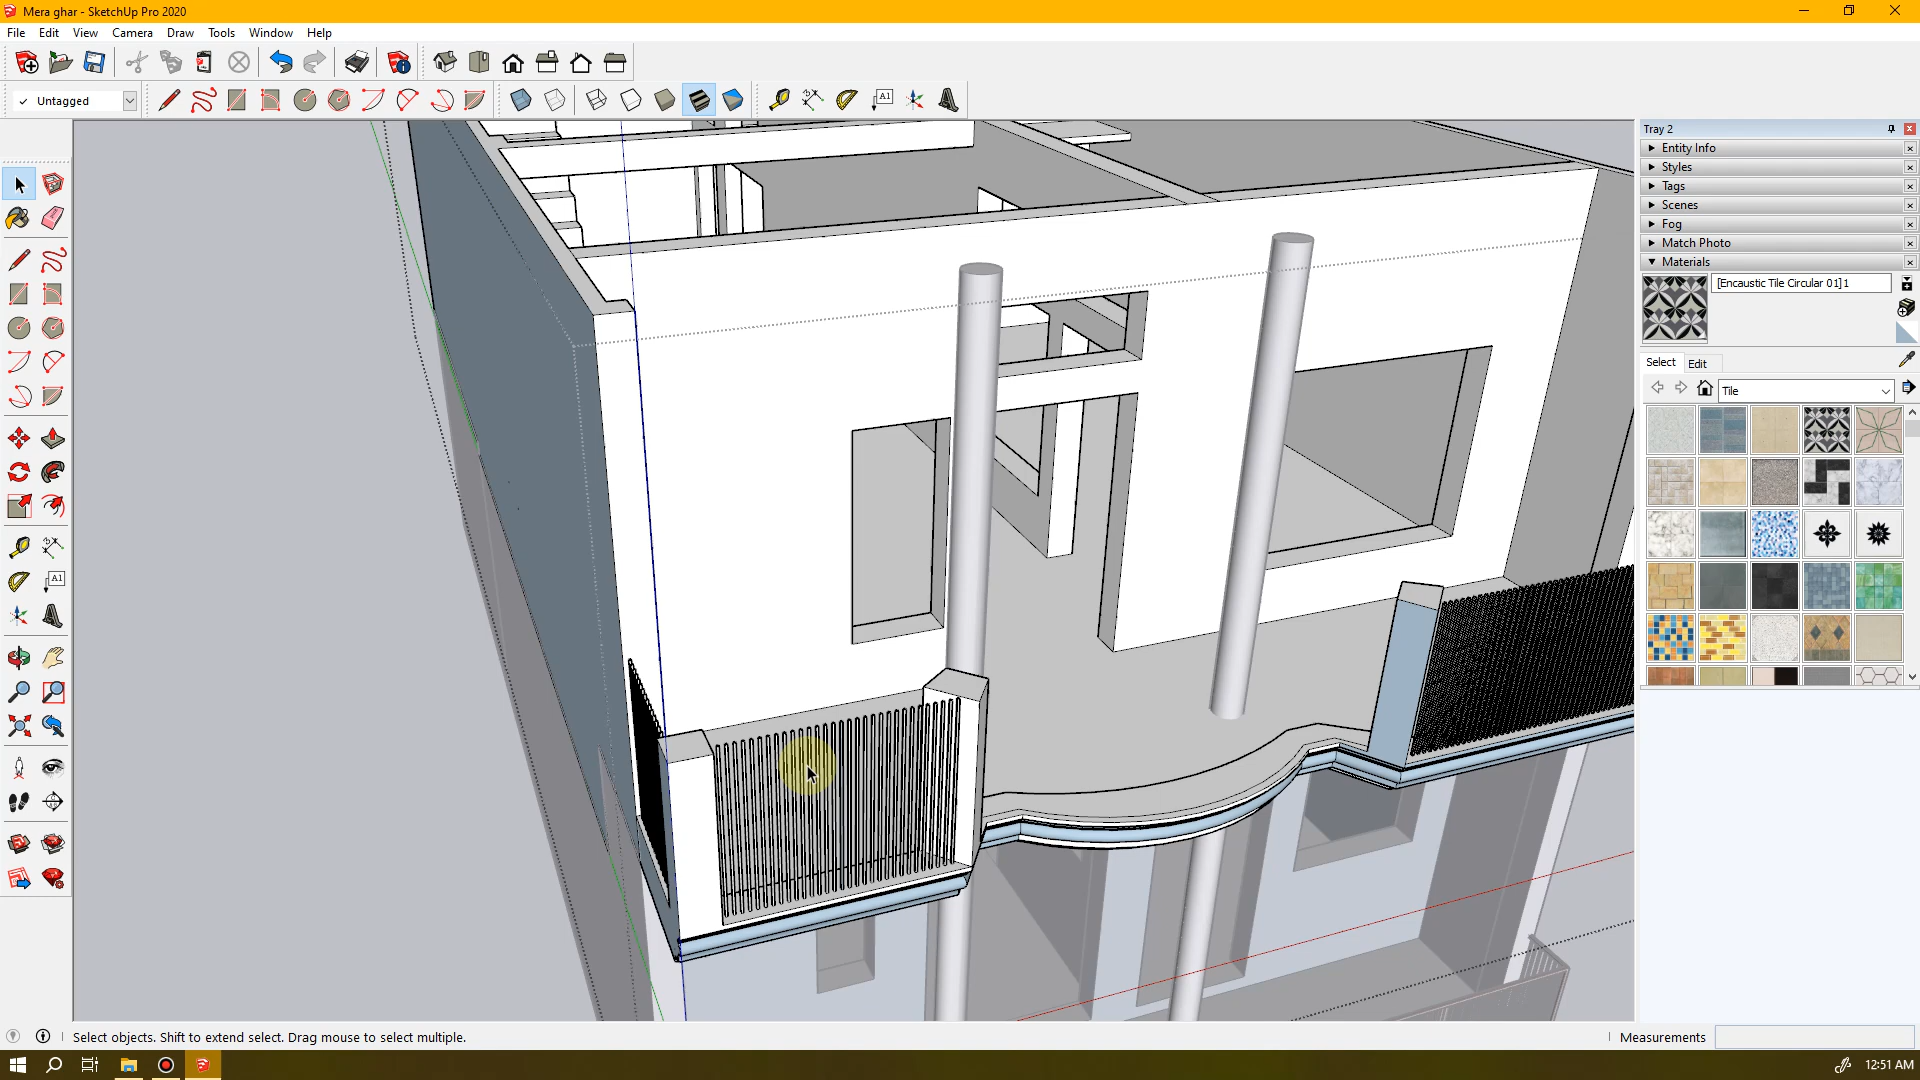 Mera ghar - SketchUp Pro 2020
File Edit View Camera Draw Tools Window Help
✓ Untagged
A1
Tray 2
Entity Info
Styles
Tags
Scenes
Fog
Match Photo
Materials
[Encaustic Tile Circular 01]1
Select Edit
Tile
A1
Select objects. Shift to extend select. Drag mouse to select multiple.
Measurements
12:51 AM